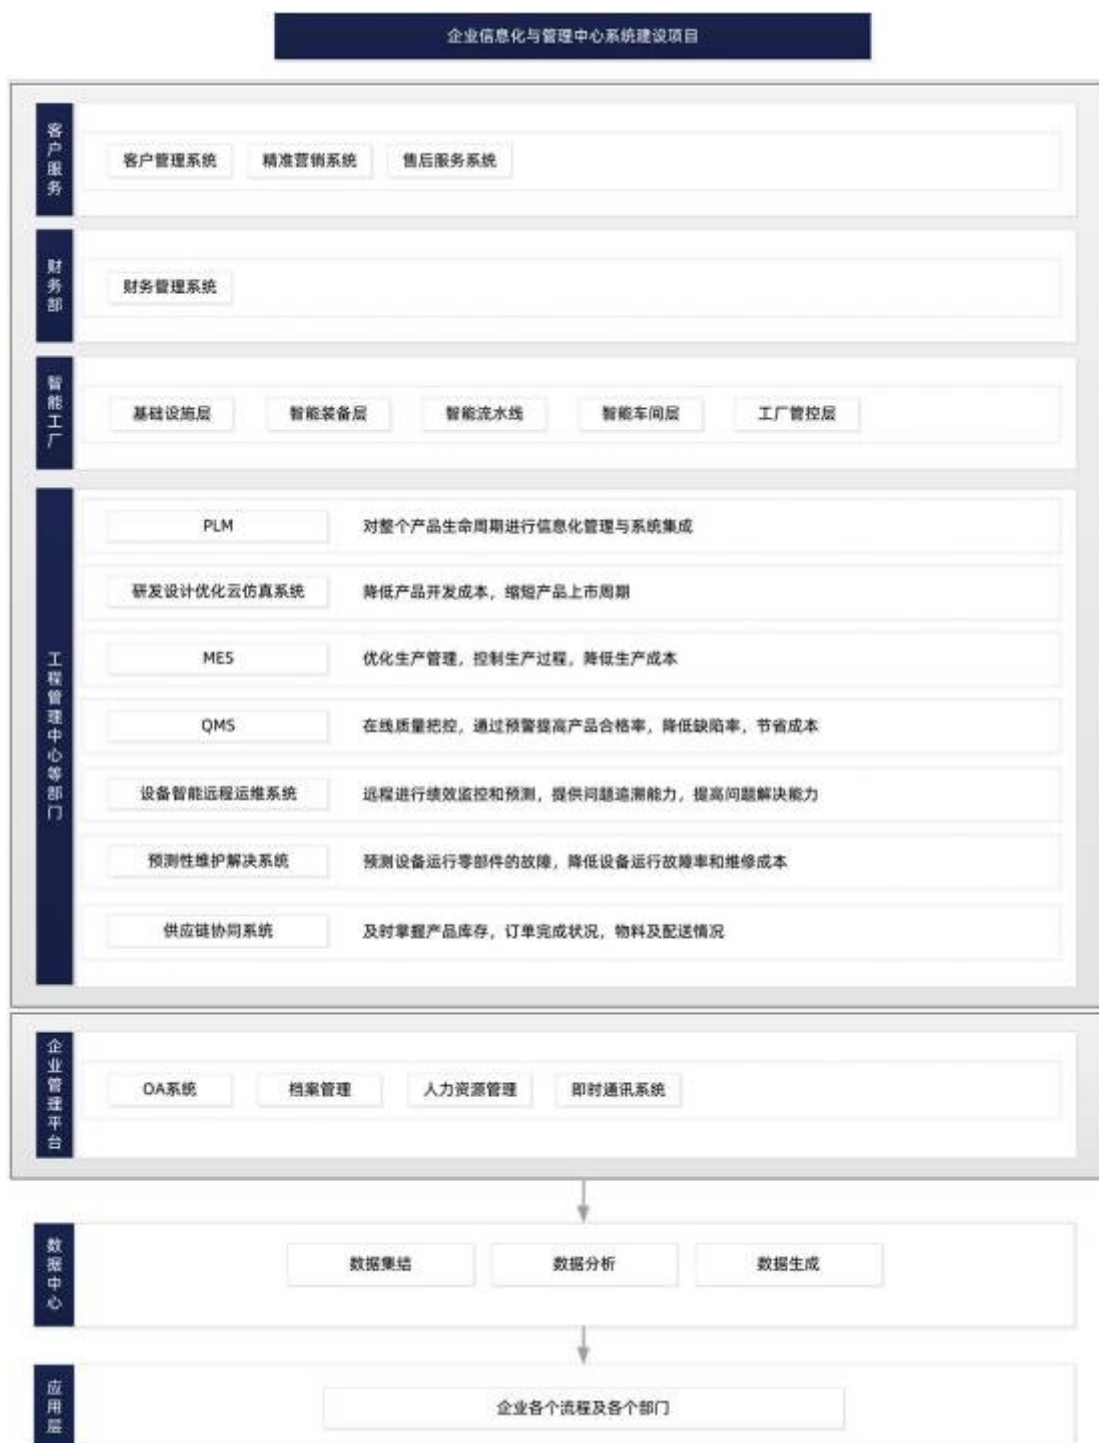 企业信息化与管理中心系统建设项目
客户服务
客户管理系统 精准营销系统 售后服务系统
财务部
财务管理系统
智能工厂
基础设施层 智能装备层 智能流水线 智能车间层 工厂管控层
工程管理中心等部门
PLM 对整个产品生命周期进行信息化管理与系统集成
研发设计优化云仿真系统 降低产品开发成本，缩短产品上市周期
MES 优化生产管理，控制生产过程，降低生产成本
QMS 在线质量把控，通过预警提高产品合格率，降低缺陷率，节省成本
设备智能远程运维系统 远程进行绩效监控和预测，提供问题追溯能力，提高问题解决能力
预测性维护解决系统 预测设备运行零部件的故障，降低设备运行故障率和维修成本
供应链协同系统 及时掌握产品库存，订单完成状况，物料及配送情况
企业管理平台
OA系统 档案管理 人力资源管理 即时通讯系统
数据中心
数据集结 数据分析 数据生成
应用层
企业各个流程及各个部门